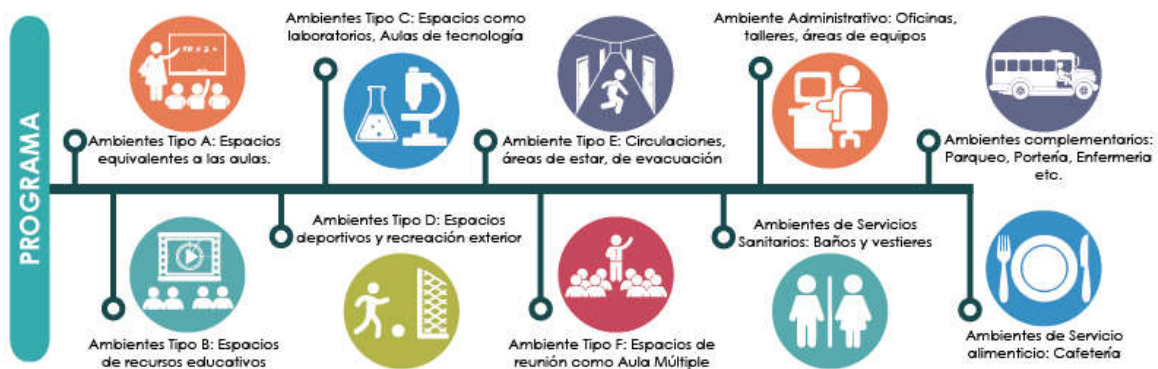 PROGRAMA
Ambientes Tipo A: Espacios
equivalentes a las aulas.
Ambientes Tipo B: Espacios
de recursos educativos
Ambientes Tipo C: Espacios como
laboratorios, Aulas de tecnología
Ambientes Tipo D: Espacios
deportivos y recreación exterior
Ambiente Tipo E: Circulaciones,
áreas de estar, de evacuación
Ambiente Tipo F: Espacios de
reunión como Aula Múltiple
Ambientes de Servicios
Sanitarios: Baños y vestieres
Ambiente Administrativo: Oficinas,
talleres, áreas de equipos
Ambientes complementarios:
Parqueo, Portería, Enfermeria
etc.
Ambientes de Servicio
alimenticio: Cafetería